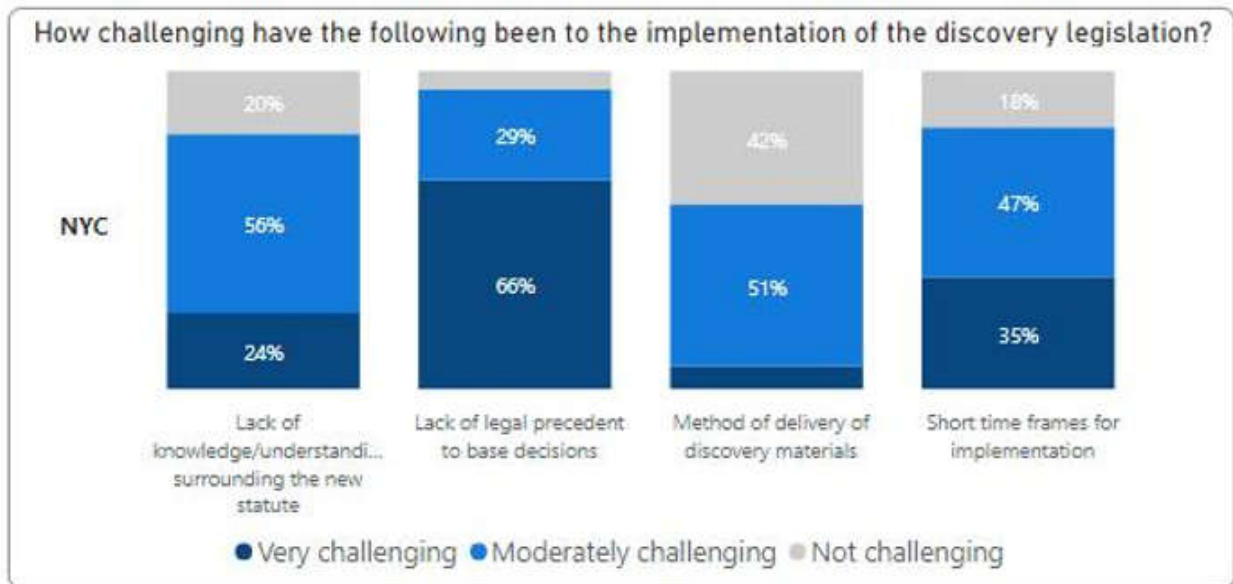 How challenging have the following been to the implementation of the discovery legislation?
20%
29%
42%
18%
NYC
56%
47%
66%
51%
24%
35%
Lack of
knowledge/understandi...
surrounding the new
statute
Lack of legal precedent
to base decisions
Method of delivery of
discovery materials
Short time frames for
implementation
Very challenging Moderately challenging Not challenging